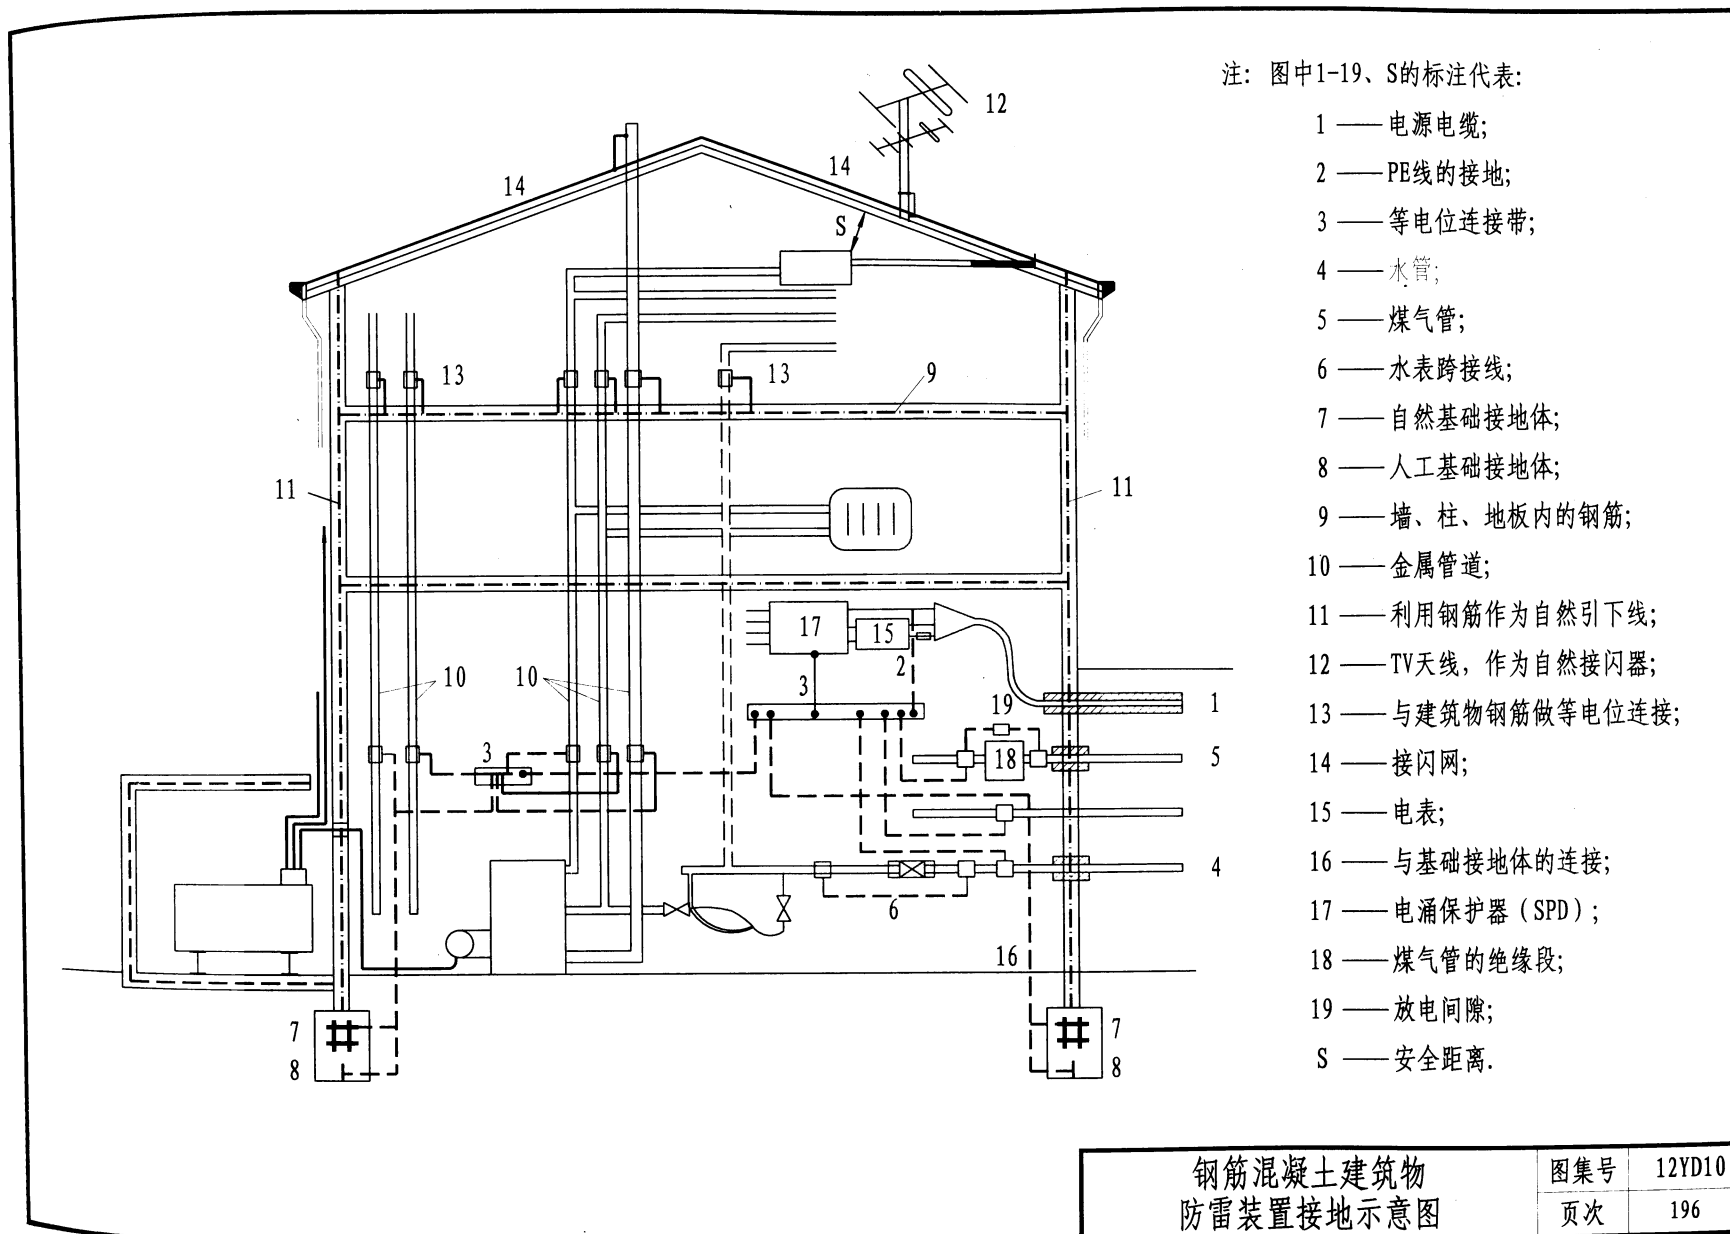 注: 图中1-19、S的标注代表:
1 ——电源电缆;
2 ——PE线的接地;
3 ——等电位连接带;
4 ——水管;
5 ——煤气管;
6 ——水表跨接线;
7 ——自然基础接地体;
8 ——人工基础接地体;
9 ——墙、柱、地板内的钢筋;
10 ——金属管道;
11 ——利用钢筋作为自然引下线;
12 ——TV天线, 作为自然接闪器;
13 ——与建筑物钢筋做等电位连接;
14 ——接闪网;
15 ——电表;
16 ——与基础接地体的连接;
17 ——电涌保护器(SPD);
18 ——煤气管的绝缘段;
19 ——放电间隙;
S ——安全距离.
12
14
14
S
13
13
9
11
11
17
15
2
10
10
3
19
1
3
18
5
4
6
16
7
7
8
8
钢筋混凝土建筑物
防雷装置接地示意图
图集号 12YD10
页次 196